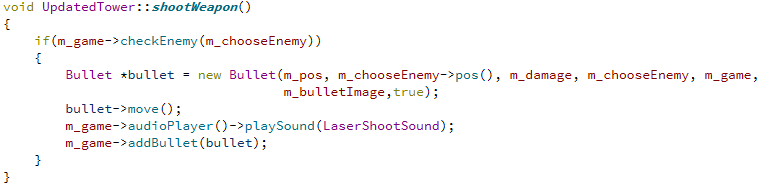 void UpdatedTower::shootWeapon()
{
    if(m_game->checkEnemy(m_chooseEnemy))
    {
        Bullet *bullet = new Bullet(m_pos, m_chooseEnemy->pos(), m_damage, m_chooseEnemy, m_game,
                                    m_bulletImage,true);
        bullet->move();
        m_game->audioPlayer()->playSound(LaserShootSound);
        m_game->addBullet(bullet);
    }
}